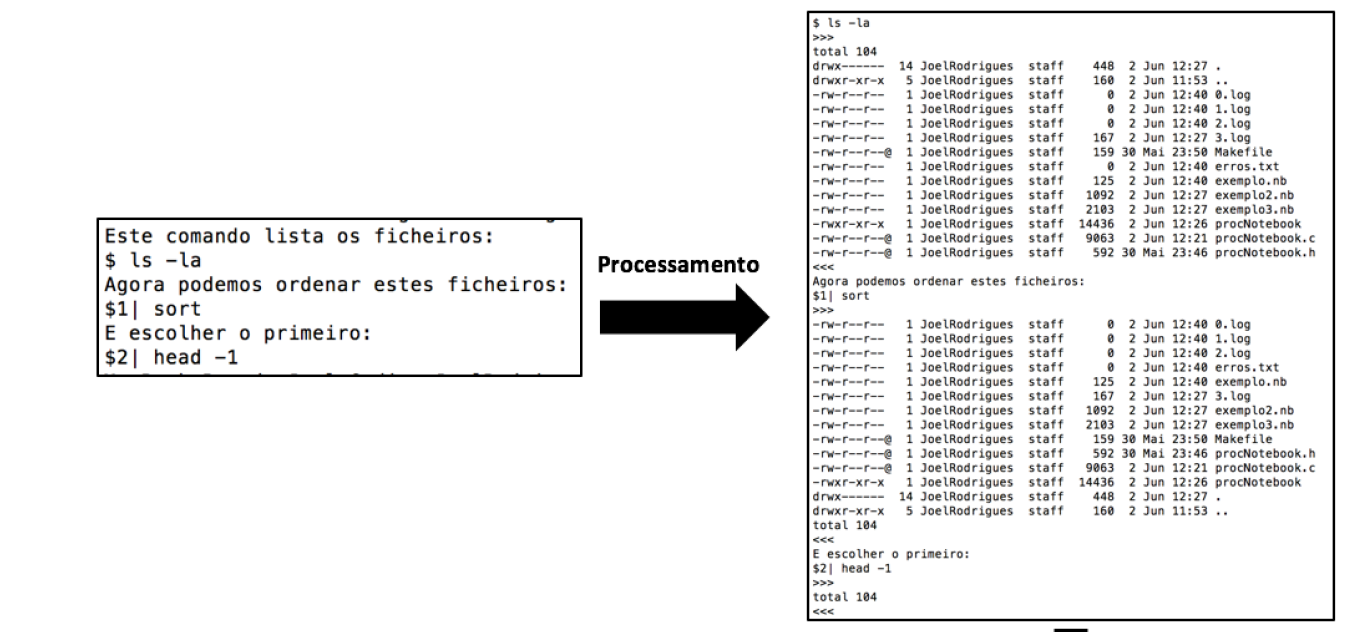 Este comando lista os ficheiros:
$ ls -la
Agora podemos ordenar estes ficheiros:
$1| sort
E escolher o primeiro:
$2| head -1
Processamento
$ ls -la
>>>
total 104
drwx------ 14 JoelRodrigues staff 448 2 Jun 12:27 .
drwxr-xr-x 5 JoelRodrigues staff 160 2 Jun 11:53 ..
-rw-r--r-- 1 JoelRodrigues staff 0 2 Jun 12:40 0.log
-rw-r--r-- 1 JoelRodrigues staff 0 2 Jun 12:40 1.log
-rw-r--r-- 1 JoelRodrigues staff 0 2 Jun 12:40 2.log
-rw-r--r-- 1 JoelRodrigues staff 167 2 Jun 12:27 3.log
-rw-r--r--@ 1 JoelRodrigues staff 159 30 Mai 23:50 Makefile
-rw-r--r-- 1 JoelRodrigues staff 0 2 Jun 12:40 erros.txt
-rw-r--r-- 1 JoelRodrigues staff 125 2 Jun 12:40 exemplo.nb
-rw-r--r-- 1 JoelRodrigues staff 1092 2 Jun 12:27 exemplo2.nb
-rw-r--r-- 1 JoelRodrigues staff 2103 2 Jun 12:27 exemplo3.nb
-rwxr-xr-x 1 JoelRodrigues staff 14436 2 Jun 12:26 procNotebook
-rw-r--r--@ 1 JoelRodrigues staff 9063 2 Jun 12:21 procNotebook.c
-rw-r--r--@ 1 JoelRodrigues staff 592 30 Mai 23:46 procNotebook.h
<<<
Agora podemos ordenar estes ficheiros:
$1| sort
>>>
-rw-r--r-- 1 JoelRodrigues staff 0 2 Jun 12:40 0.log
-rw-r--r-- 1 JoelRodrigues staff 0 2 Jun 12:40 1.log
-rw-r--r-- 1 JoelRodrigues staff 0 2 Jun 12:40 2.log
-rw-r--r-- 1 JoelRodrigues staff 0 2 Jun 12:40 erros.txt
-rw-r--r-- 1 JoelRodrigues staff 125 2 Jun 12:40 exemplo.nb
-rw-r--r-- 1 JoelRodrigues staff 167 2 Jun 12:27 3.log
-rw-r--r-- 1 JoelRodrigues staff 1092 2 Jun 12:27 exemplo2.nb
-rw-r--r-- 1 JoelRodrigues staff 2103 2 Jun 12:27 exemplo3.nb
-rw-r--r--@ 1 JoelRodrigues staff 159 30 Mai 23:50 Makefile
-rw-r--r--@ 1 JoelRodrigues staff 592 30 Mai 23:46 procNotebook.h
-rw-r--r--@ 1 JoelRodrigues staff 9063 2 Jun 12:21 procNotebook.c
-rwxr-xr-x 1 JoelRodrigues staff 14436 2 Jun 12:26 procNotebook
drwx------ 14 JoelRodrigues staff 448 2 Jun 12:27 .
drwxr-xr-x 5 JoelRodrigues staff 160 2 Jun 11:53 ..
total 104
<<<
E escolher o primeiro:
$2| head -1
>>>
total 104
<<<